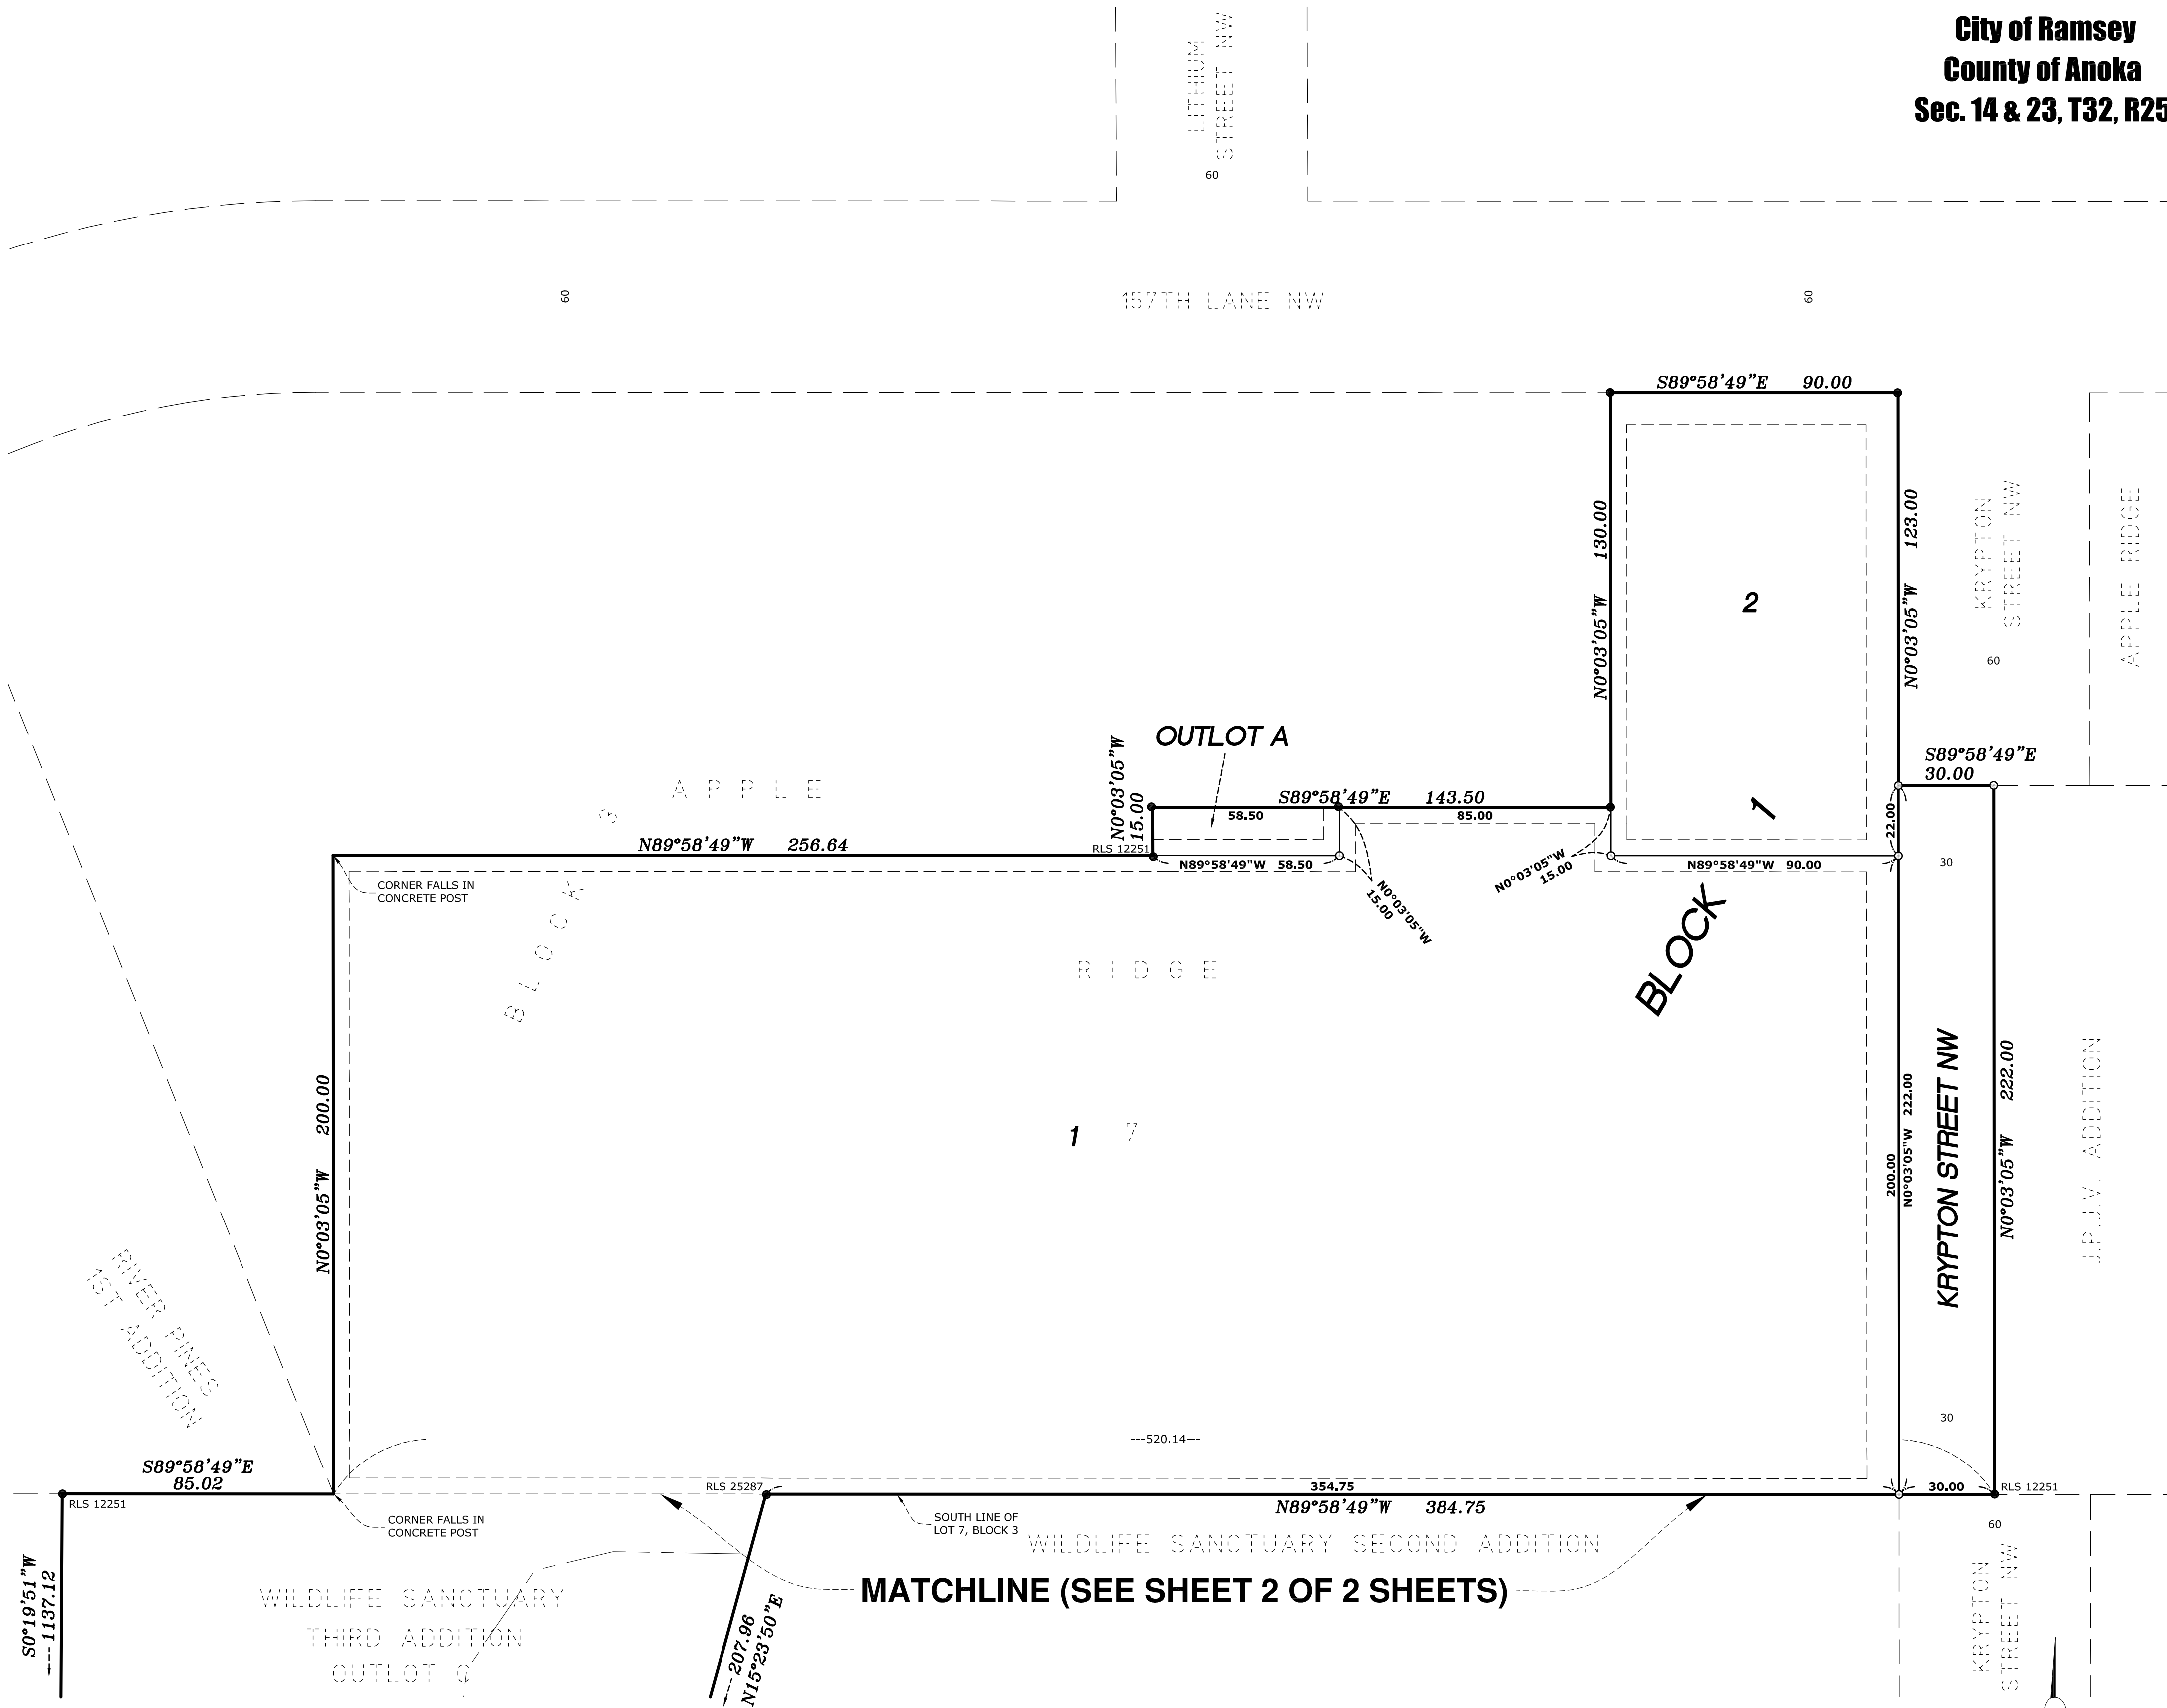 City of Ramsey
County of Anoka
Sec. 14 & 23, T32, R25
LITHIUM
STREET NW
60
60
157TH LANE NW
60
S89°58'49"E 90.00
N0°03'05"W 130.00
N0°03'05"W 123.00
2
KRYPTON
STREET NW
60
APPLE RIDGE
OUTLOT A
N0°03'05"W
15.00
S89°58'49"E 143.50
58.50
85.00
1
22.00
S89°58'49"E
30.00
APPLE
BLOCK 3
N89°58'49"W 256.64
RLS 12251
N89°58'49"W 58.50
N0°03'05"W
15.00
N0°03'05"W
15.00
N89°58'49"W 90.00
30
CORNER FALLS IN
CONCRETE POST
RIDGE
BLOCK
N0°03'05"W 200.00
1
7
200.00
N0°03'05"W 222.00
KRYPTON STREET NW
N0°03'05"W 222.00
J.P.J.V. ADDITION
RIVER PINES
1ST ADDITION
30
---520.14---
S89°58'49"E
85.02
RLS 12251
RLS 25287
354.75
N89°58'49"W 384.75
30.00
RLS 12251
CORNER FALLS IN
CONCRETE POST
SOUTH LINE OF
LOT 7, BLOCK 3
60
WILDLIFE SANCTUARY SECOND ADDITION
MATCHLINE (SEE SHEET 2 OF 2 SHEETS)
S0°19'51"W
1137.12
WILDLIFE SANCTUARY
THIRD ADDITION
OUTLOT C
207.96
N15°23'50"E
KRYPTON
STREET NW